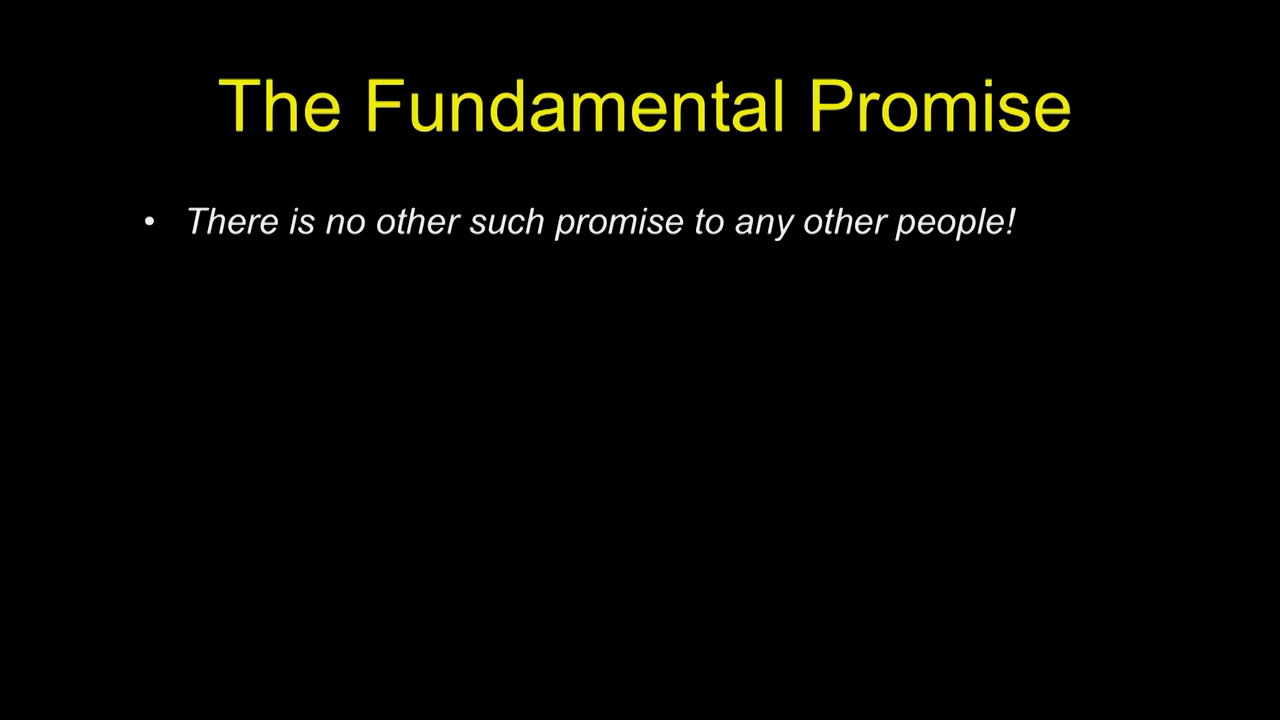 The Fundamental Promise
• There is no other such promise to any other people!